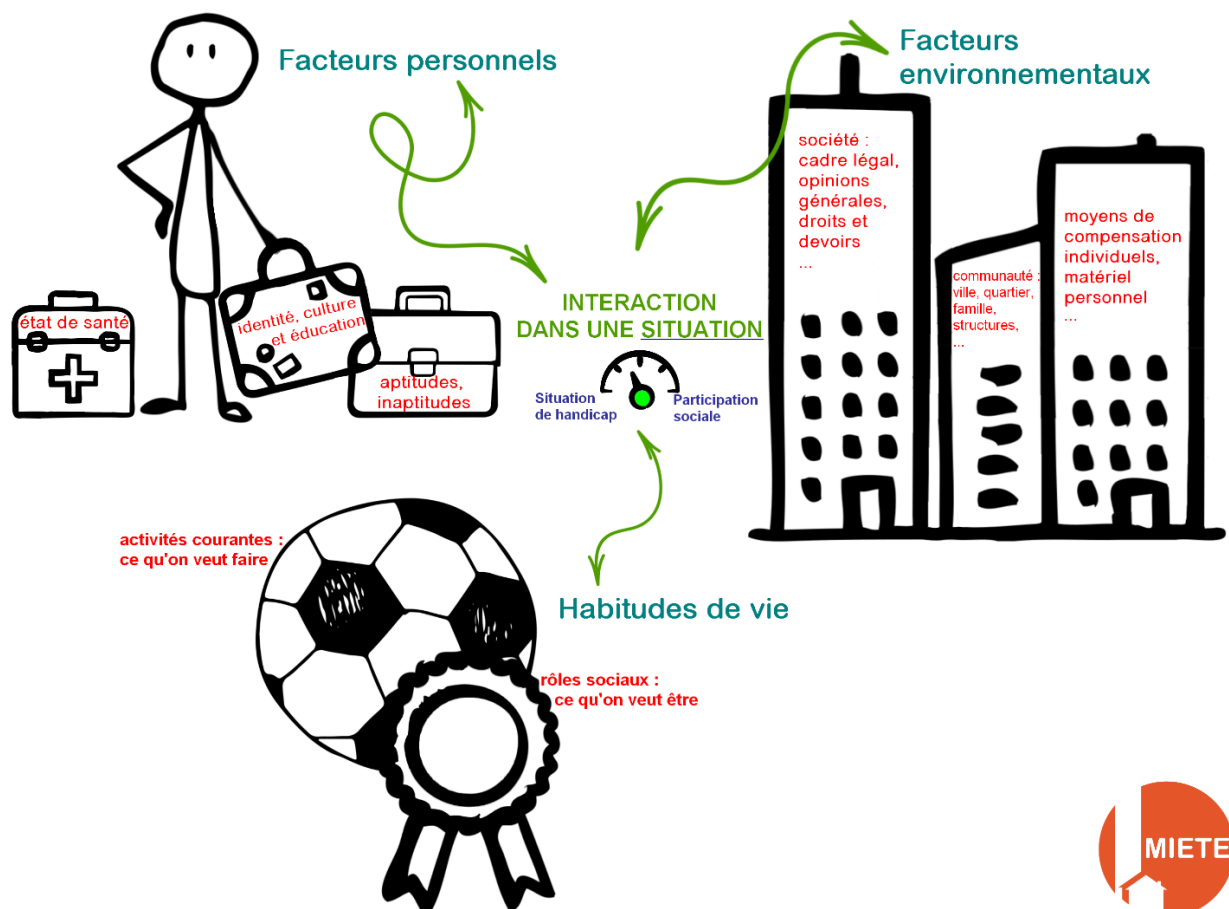 Facteurs personnels
Facteurs
environnementaux
société :
cadre légal,
opinions
générales,
droits et
devoirs
...
moyens de
compensation
individuels,
matériel
personnel
...
communauté :
ville, quartier,
famille,
structures,
...
état de santé
identité, culture
et éducation
aptitudes,
inaptitudes
INTERACTION
DANS UNE SITUATION
Situation
de handicap
Participation
sociale
activités courantes :
ce qu'on veut faire
Habitudes de vie
rôles sociaux :
ce qu'on veut être
MIETE